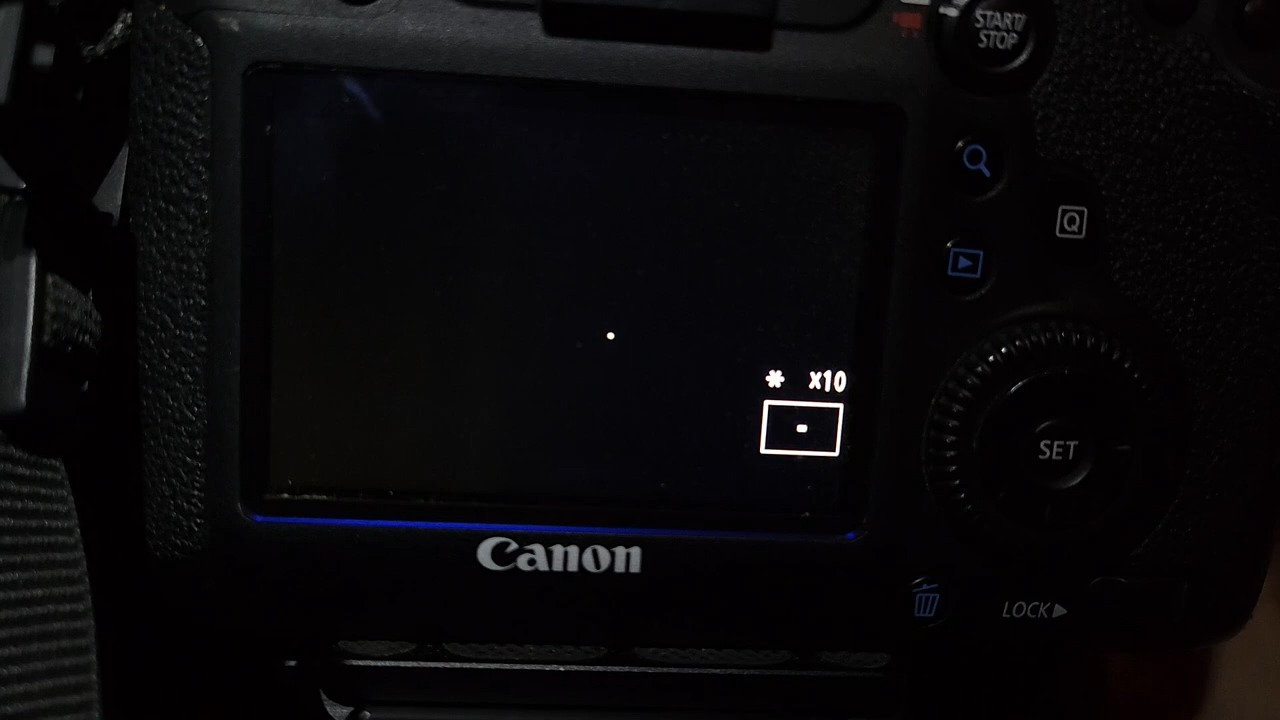 START/
STOP
Q
* x10
SET
Canon
LOCK▶